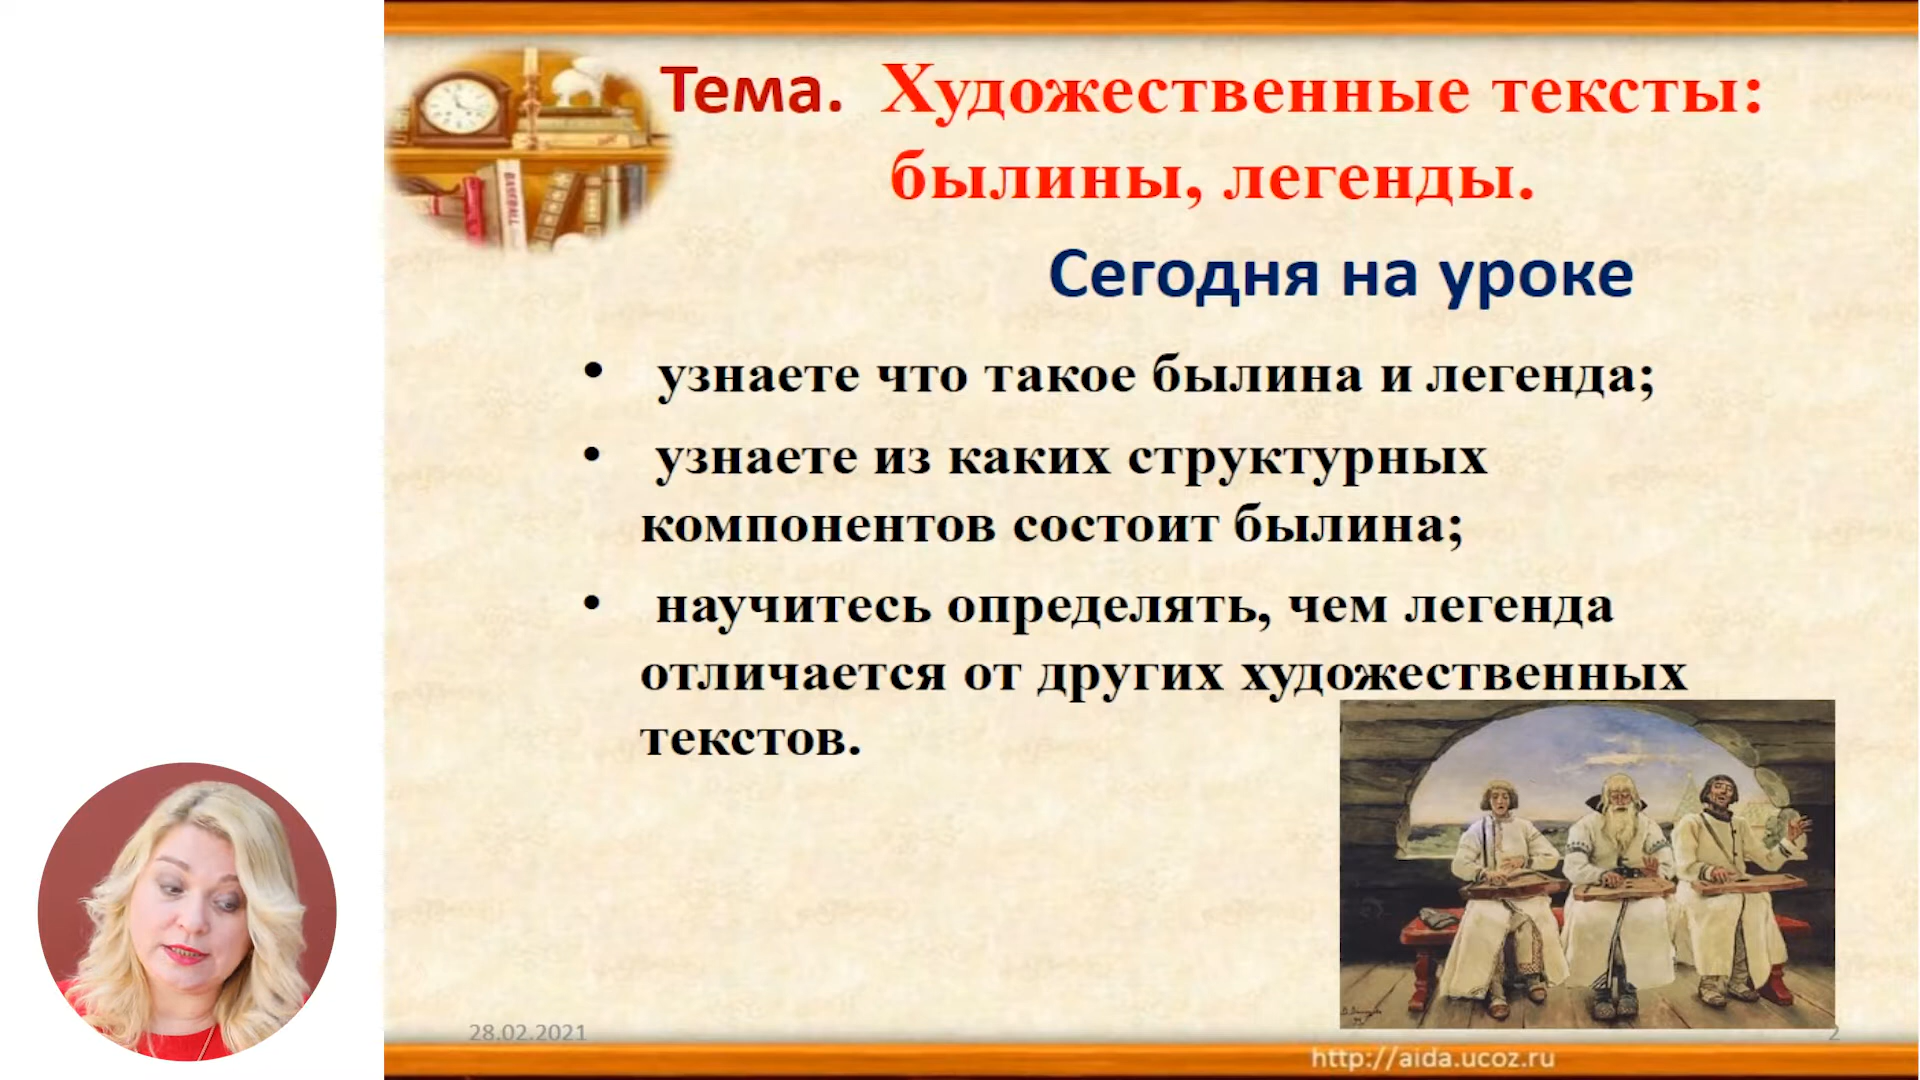 Тема. Художественные тексты:
былины, легенды.
Сегодня на уроке
• узнаете что такое былина и легенда;
• узнаете из каких структурных
компонентов состоит былина;
• научитесь определять, чем легенда
отличается от других художественных
текстов.
28.02.2021
2
http://aida.ucoz.ru